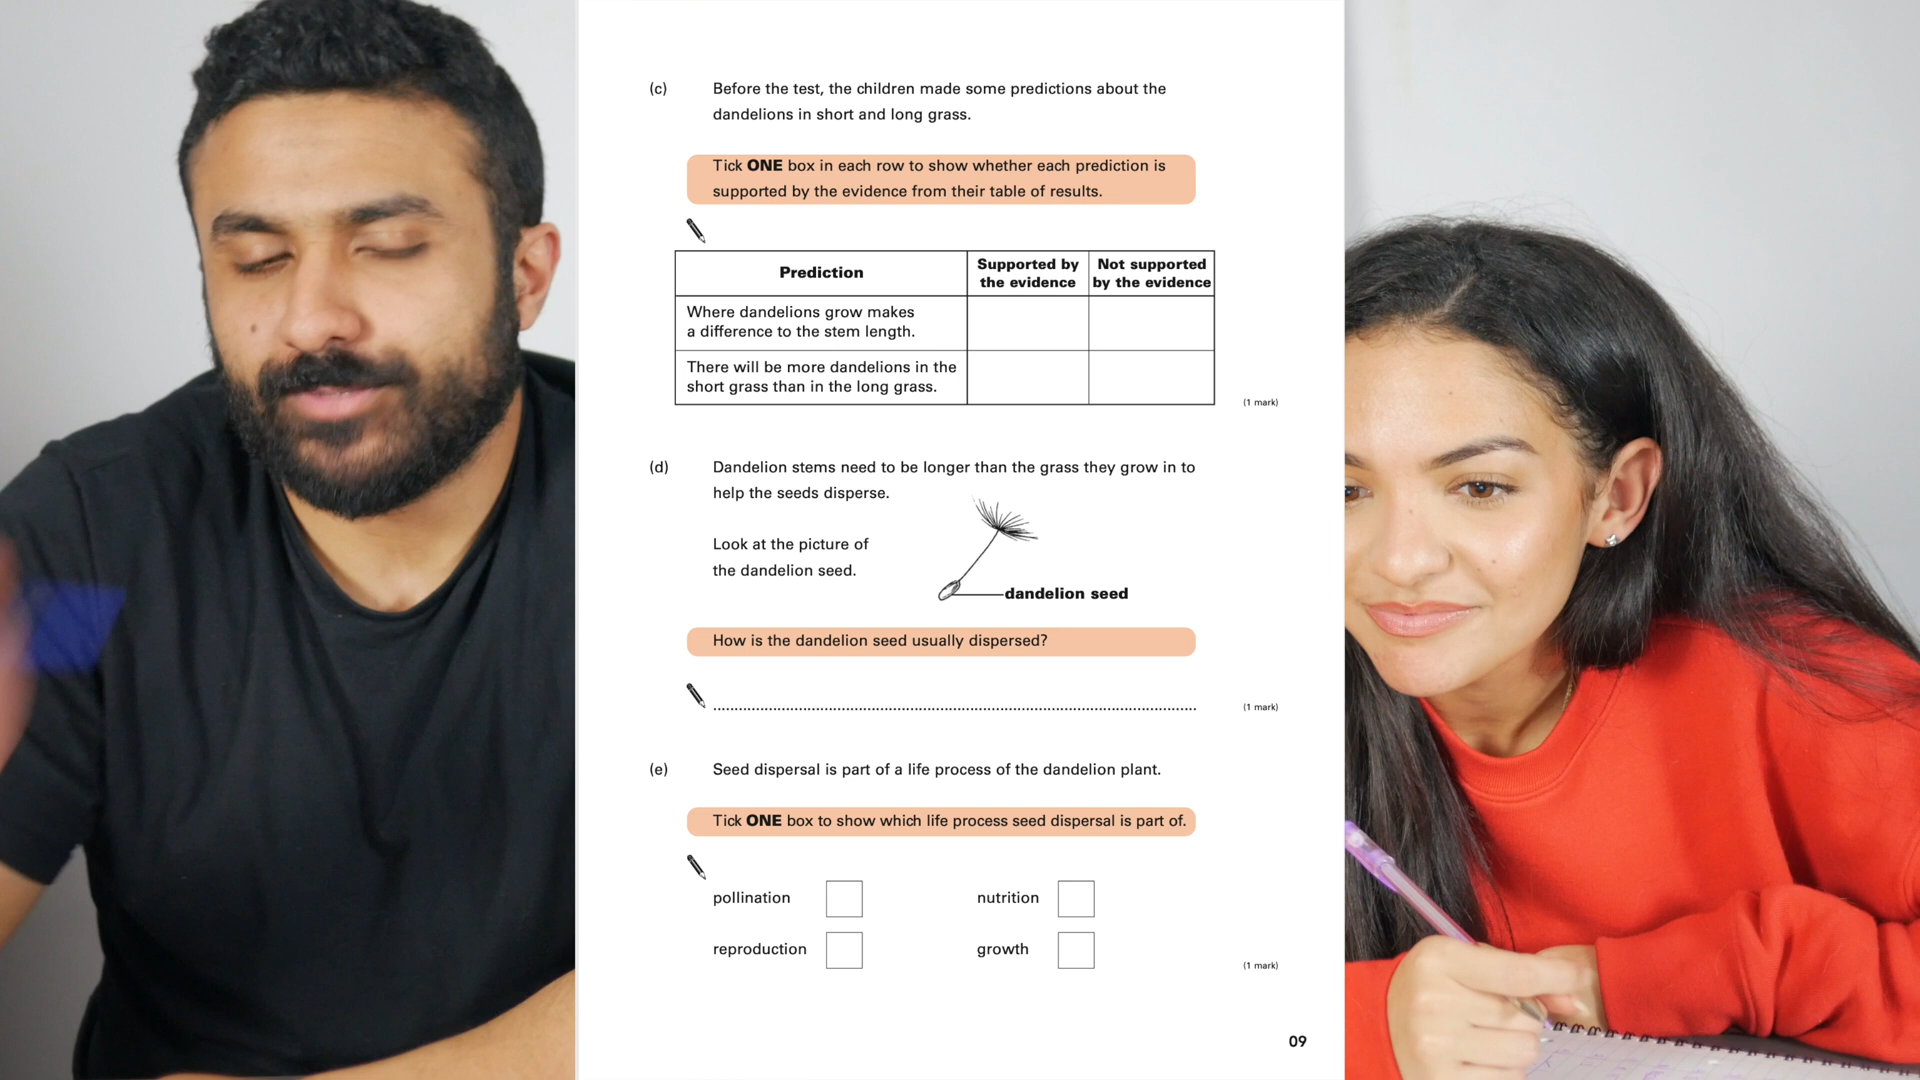 (c) Before the test, the children made some predictions about the
dandelions in short and long grass.
Tick ONE box in each row to show whether each prediction is
supported by the evidence from their table of results.
Prediction
Supported by
the evidence
Not supported
by the evidence
Where dandelions grow makes
a difference to the stem length.
There will be more dandelions in the
short grass than in the long grass.
(1 mark)
(d) Dandelion stems need to be longer than the grass they grow in to
help the seeds disperse.
Look at the picture of
the dandelion seed.
dandelion seed
How is the dandelion seed usually dispersed?
(1 mark)
(e) Seed dispersal is part of a life process of the dandelion plant.
Tick ONE box to show which life process seed dispersal is part of.
pollination
nutrition
reproduction
growth
(1 mark)
09